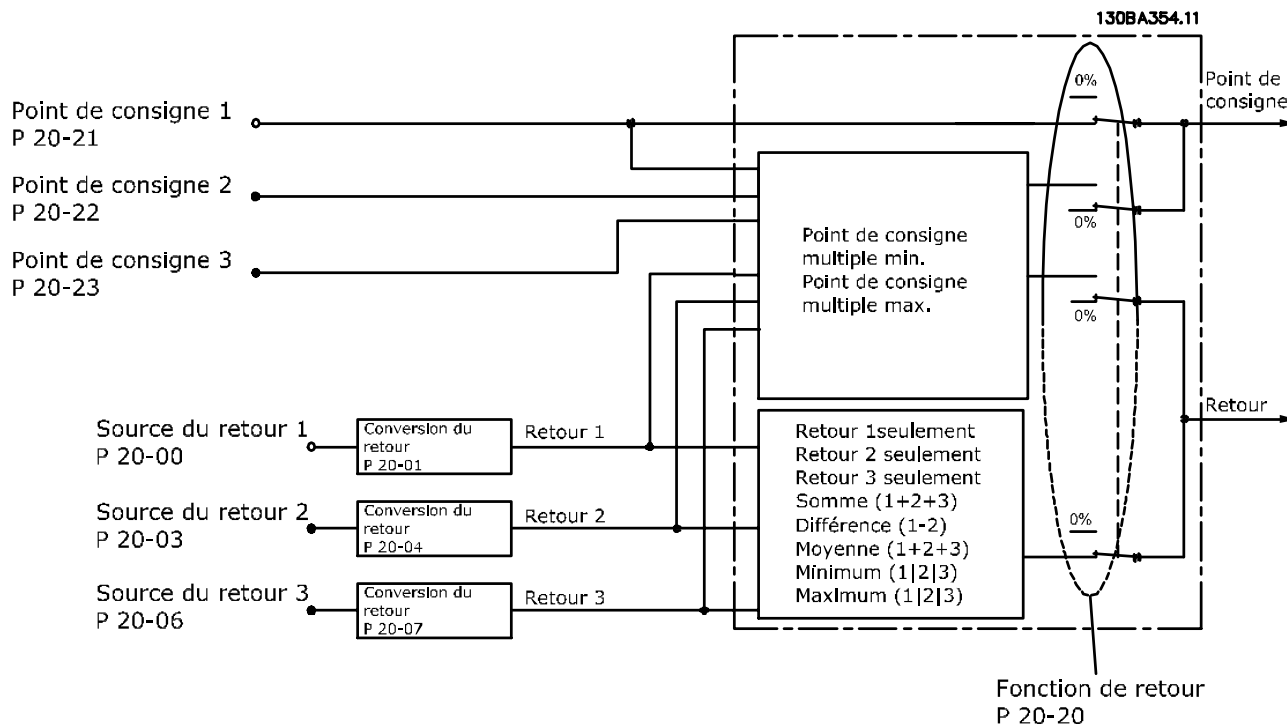 130BA354.11
Point de consigne 1
P 20-21
Point de consigne 2
P 20-22
Point de consigne 3
P 20-23
0%
Point de
consigne
0%
0%
Point de consigne
multiple min.
Point de consigne
multiple max.
Source du retour 1
P 20-00
Conversion du
retour
P 20-01
Retour 1
Source du retour 2
P 20-03
Conversion du
retour
P 20-04
Retour 2
Source du retour 3
P 20-06
Conversion du
retour
P 20-07
Retour 3
Retour 1seulement
Retour 2 seulement
Retour 3 seulement
Somme (1+2+3)
Différence (1-2)
Moyenne (1+2+3)
Minimum (1|2|3)
Maximum (1|2|3)
0%
Retour
Fonction de retour
P 20-20